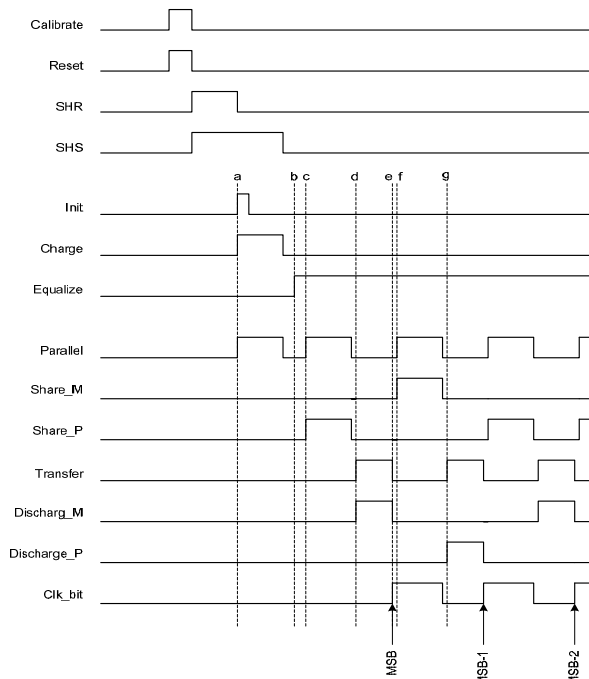 Calibrate
Reset
SHR
SHS
a b c d e f g
Init
Charge
Equalize
Parallel
Share_M
Share_P
Transfer
Discharg_M
Discharge_P
Clk_bit
MSB
MSB-1
MSB-2